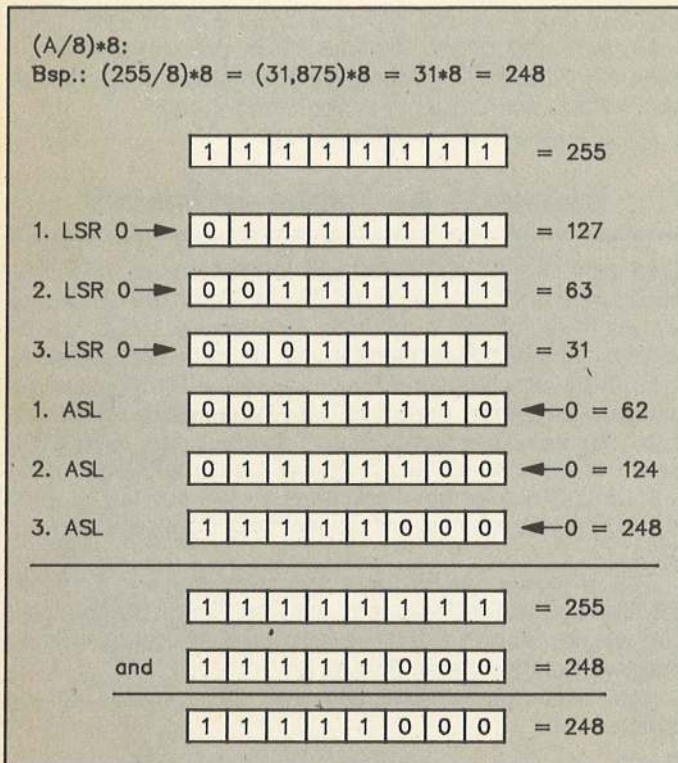 (A/8)*8:
Bsp.: (255/8)*8 = (31,875)*8 = 31*8 = 248
1 1 1 1 1 1 1 1 = 255
1. LSR 0→ 0 1 1 1 1 1 1 1 = 127
2. LSR 0→ 0 0 1 1 1 1 1 1 = 63
3. LSR 0→ 0 0 0 1 1 1 1 1 = 31
1. ASL 0 0 1 1 1 1 1 0 ←0 = 62
2. ASL 0 1 1 1 1 1 0 0 ←0 = 124
3. ASL 1 1 1 1 1 0 0 0 ←0 = 248
1 1 1 1 1 1 1 1 = 255
and 1 1 1 1 1 0 0 0 = 248
1 1 1 1 1 0 0 0 = 248